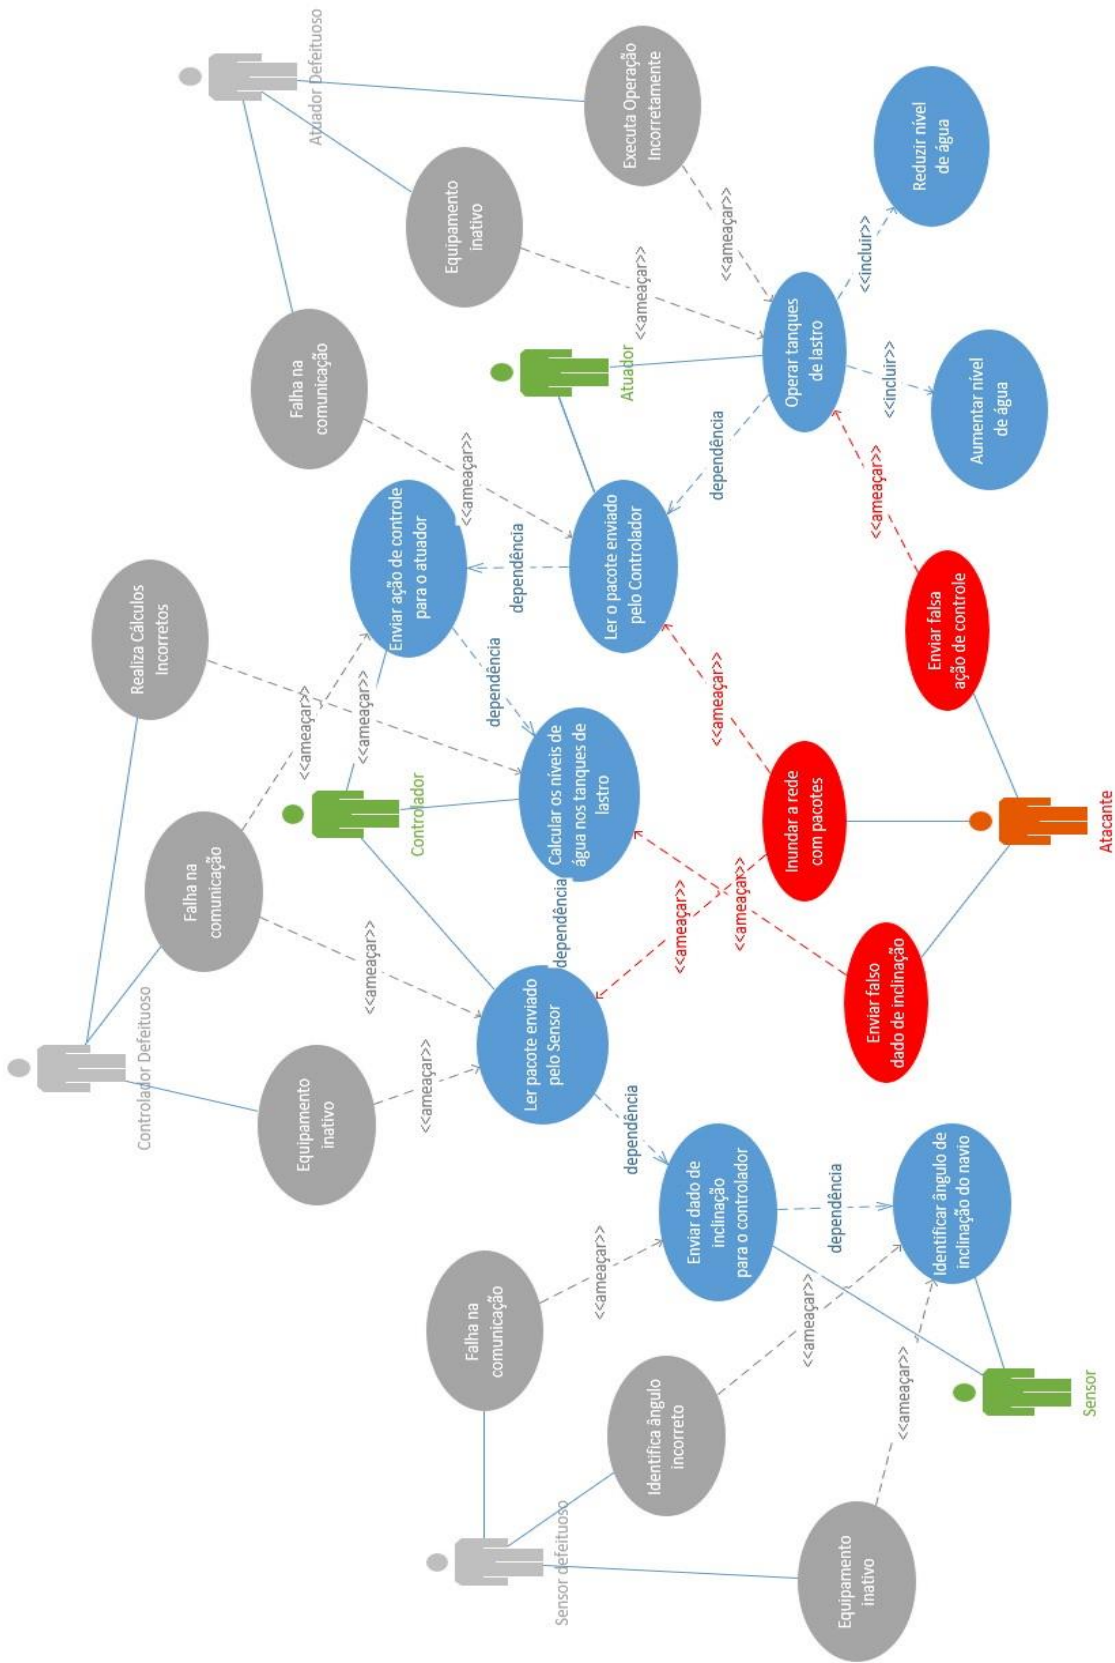 Controlador Defeituoso
Atuador Defeituoso
Sensor defeituoso
Falha na
comunicação
Identifica ângulo
incorreto
Equipamento
inativo
<<ameaçar>>
<<ameaçar>>
<<ameaçar>>
Sensor
Enviar dado de
inclinação
para o controlador
dependência
Identificar ângulo de
inclinação do navio
dependência
Equipamento
inativo
<<ameaçar>>
Falha na
comunicação
<<ameaçar>>
<<ameaçar>>
Realiza Cálculos
Incorretos
<<ameaçar>>
Controlador
Ler pacote enviado
pelo Sensor
dependência
Calcular os níveis de
água nos tanques de
lastro
dependência
Enviar ação de controle
para o atuador
dependência
Ler o pacote enviado
pelo Controlador
dependência
Falha na
comunicação
<<ameaçar>>
Equipamento
inativo
<<ameaçar>>
Executa Operação
Incorretamente
<<ameaçar>>
Atuador
Operar tanques
de lastro
<<incluir>>
<<incluir>>
Aumentar nível
de água
Reduzir nível
de água
<<ameaçar>>
<<ameaçar>>
<<ameaçar>>
<<ameaçar>>
Enviar falso
dado de inclinação
Inundar a rede
com pacotes
Enviar falsa
ação de controle
Atacante